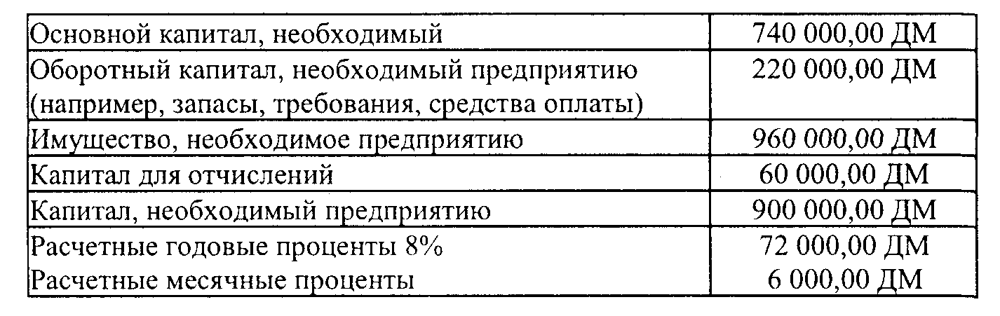 Основной капитал, необходимый 740 000,00 ДМ
Оборотный капитал, необходимый предприятию 220 000,00 ДМ
(например, запасы, требования, средства оплаты)
Имущество, необходимое предприятию 960 000,00 ДМ
Капитал для отчислений 60 000,00 ДМ
Капитал, необходимый предприятию 900 000,00 ДМ
Расчетные годовые проценты 8% 72 000,00 ДМ
Расчетные месячные проценты 6 000,00 ДМ